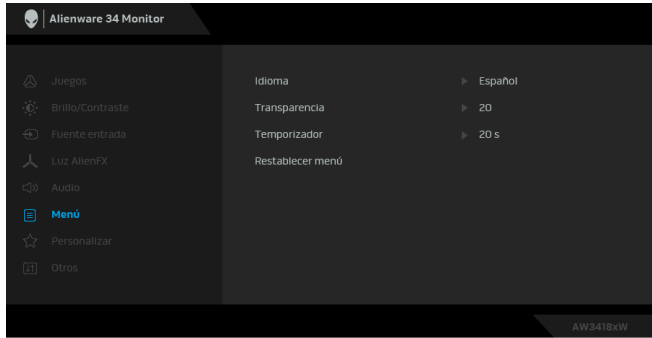 Alienware 34 Monitor
Juegos
Brillo/Contraste
Fuente entrada
Luz AlienFX
Audio
Menú
Personalizar
Otros
Idioma Español
Transparencia 20
Temporizador 20 s
Restablecer menú
AW3418xW